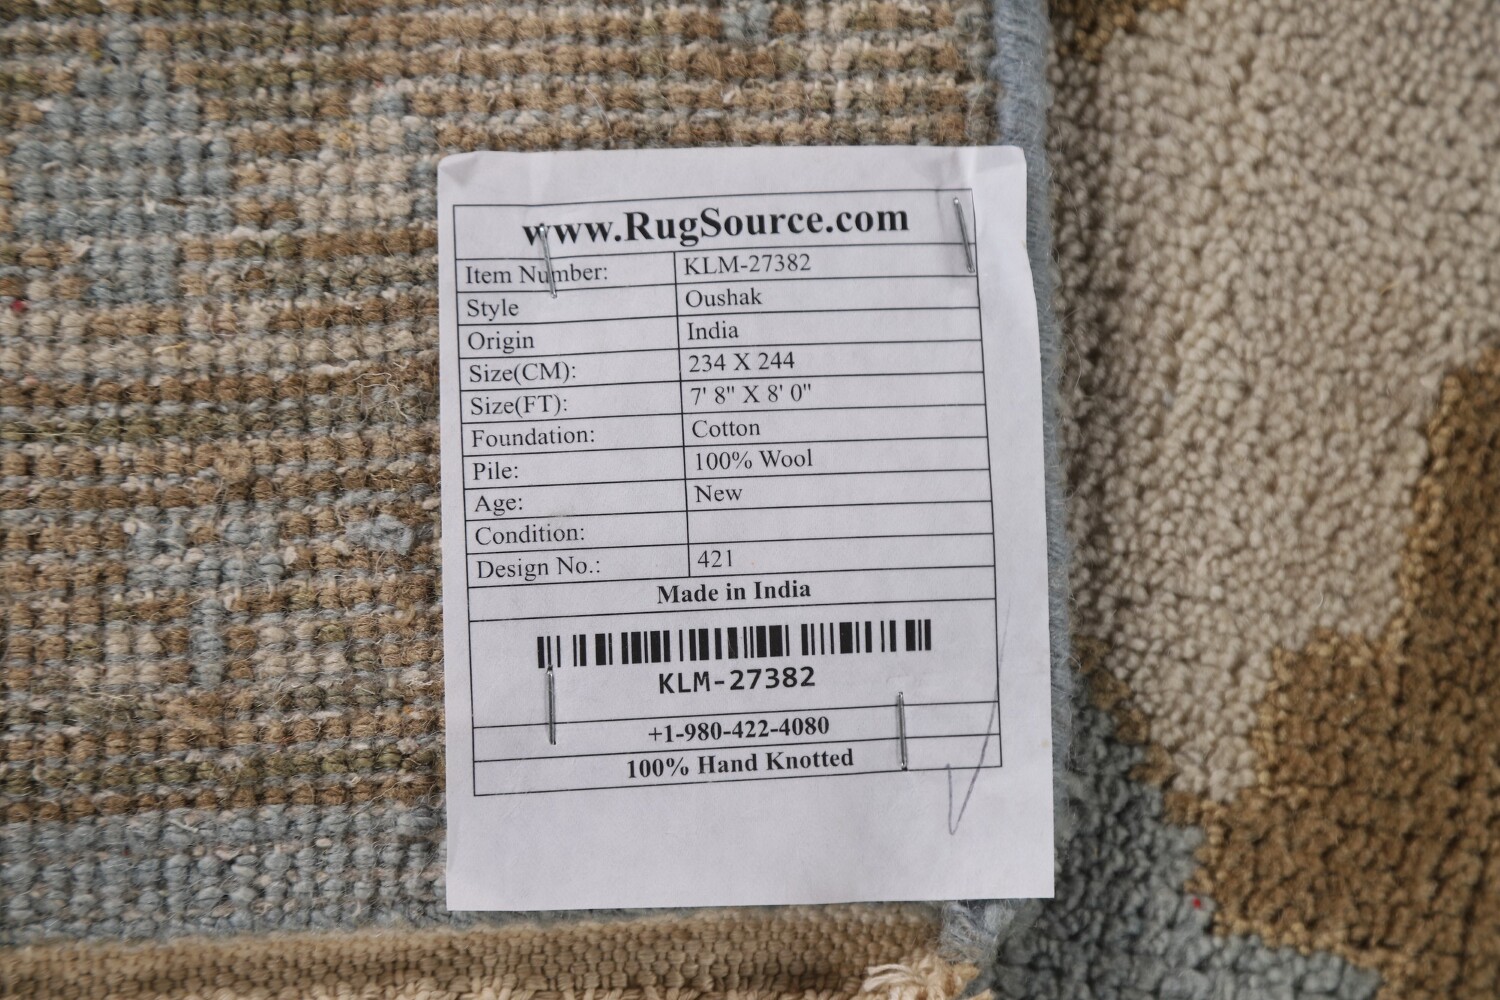 www.RugSource.com
Item Number: KLM-27382
Style Oushak
Origin India
Size(CM): 234 X 244
Size(FT): 7' 8" X 8' 0"
Foundation: Cotton
Pile: 100% Wool
Age: New
Condition:
Design No.: 421
Made in India
KLM-27382
+1-980-422-4080
100% Hand Knotted